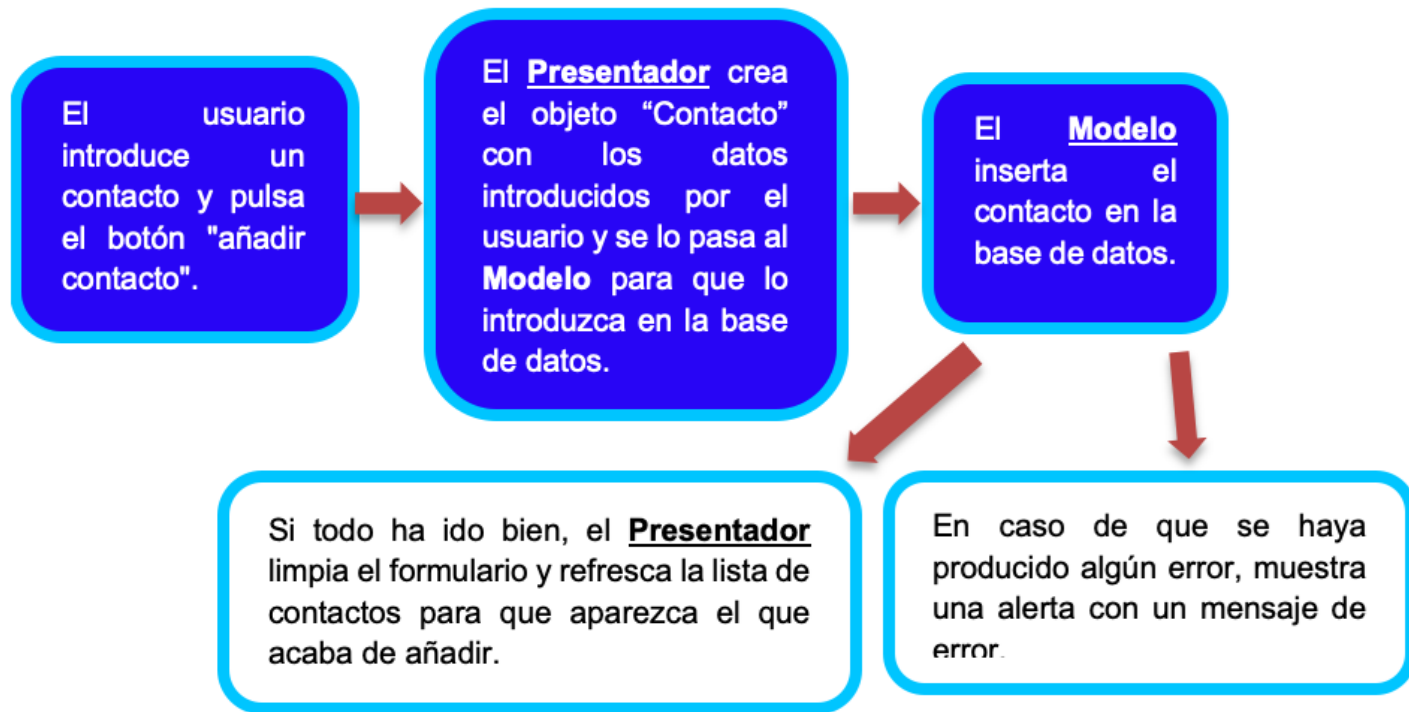 El usuario
introduce un
contacto y pulsa
el botón "añadir
contacto".
El Presentador crea
el objeto “Contacto”
con los datos
introducidos por el
usuario y se lo pasa al
Modelo para que lo
introduzca en la base
de datos.
El Modelo
inserta el
contacto en la
base de datos.
Si todo ha ido bien, el Presentador
limpia el formulario y refresca la lista de
contactos para que aparezca el que
acaba de añadir.
En caso de que se haya
producido algún error, muestra
una alerta con un mensaje de
error.